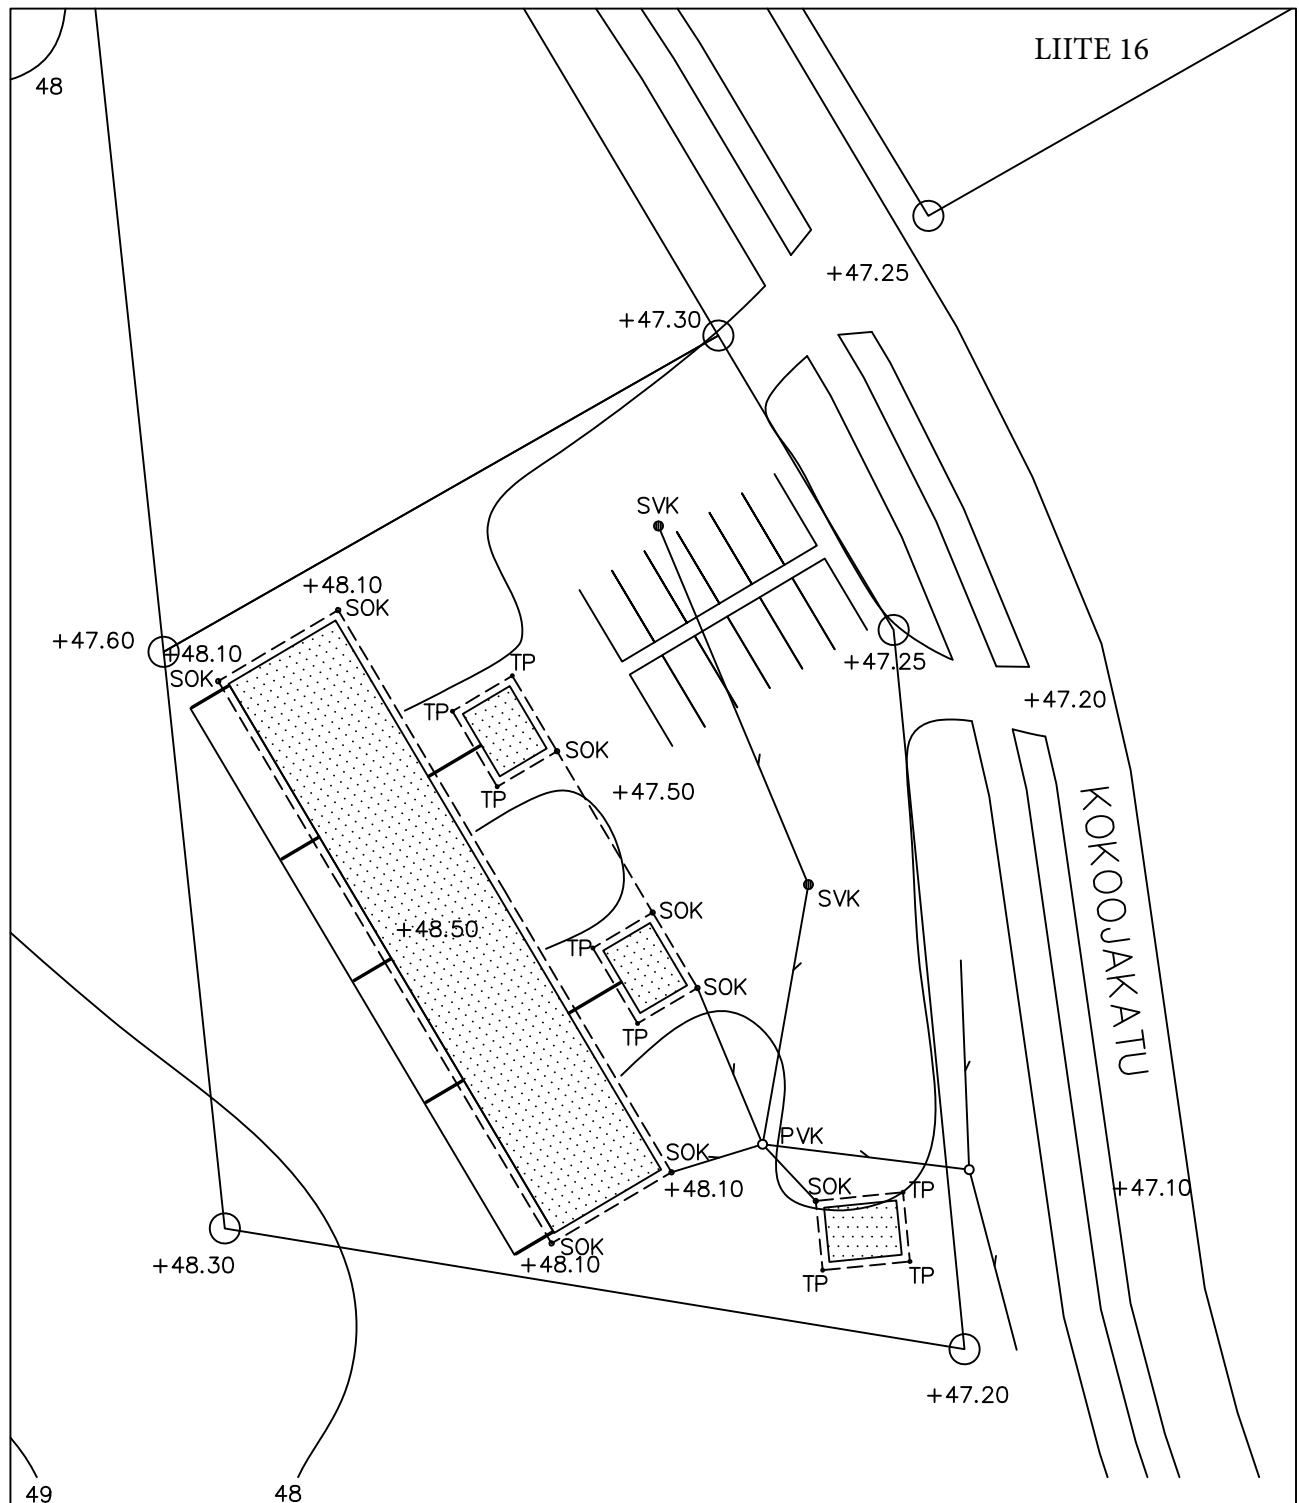 LIITE 16
48
+47.25
+47.30
SVK
+48.10
SOK
+47.60
+48.10
SOK
+47.25
TP
TP
+47.20
SOK
TP
+47.50
KOKOOJAKATU
SVK
SOK
+48.50
TP
SOK
TP
PVK
SOK
+48.10
SOK
TP
+47.10
SOK
+48.10
+48.30
TP
TP
+47.20
49
48